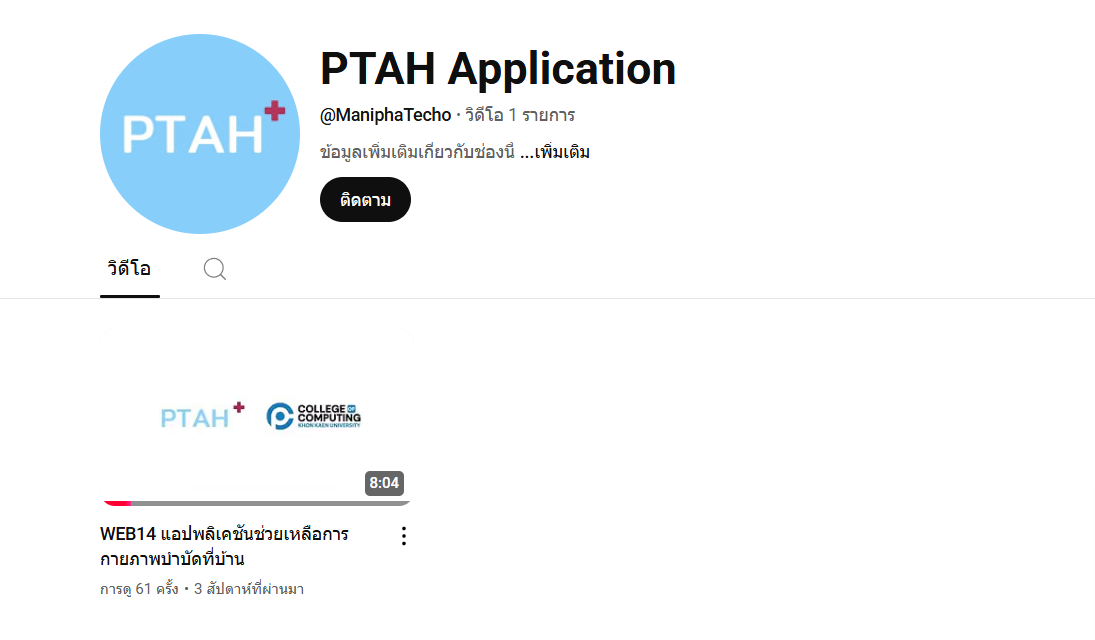 PTAH+
PTAH Application
@ManiphaTecho · วิดีโอ 1 รายการ
ข้อมูลเพิ่มเติมเกี่ยวกับช่องนี้ ...เพิ่มเติม
ติดตาม
วิดีโอ
PTAH+
COLLEGE OF
COMPUTING
KHON KAEN UNIVERSITY
8:04
WEB14 แอปพลิเคชันช่วยเหลือการ
กายภาพบำบัดที่บ้าน
การดู 61 ครั้ง • 3 สัปดาห์ที่ผ่านมา